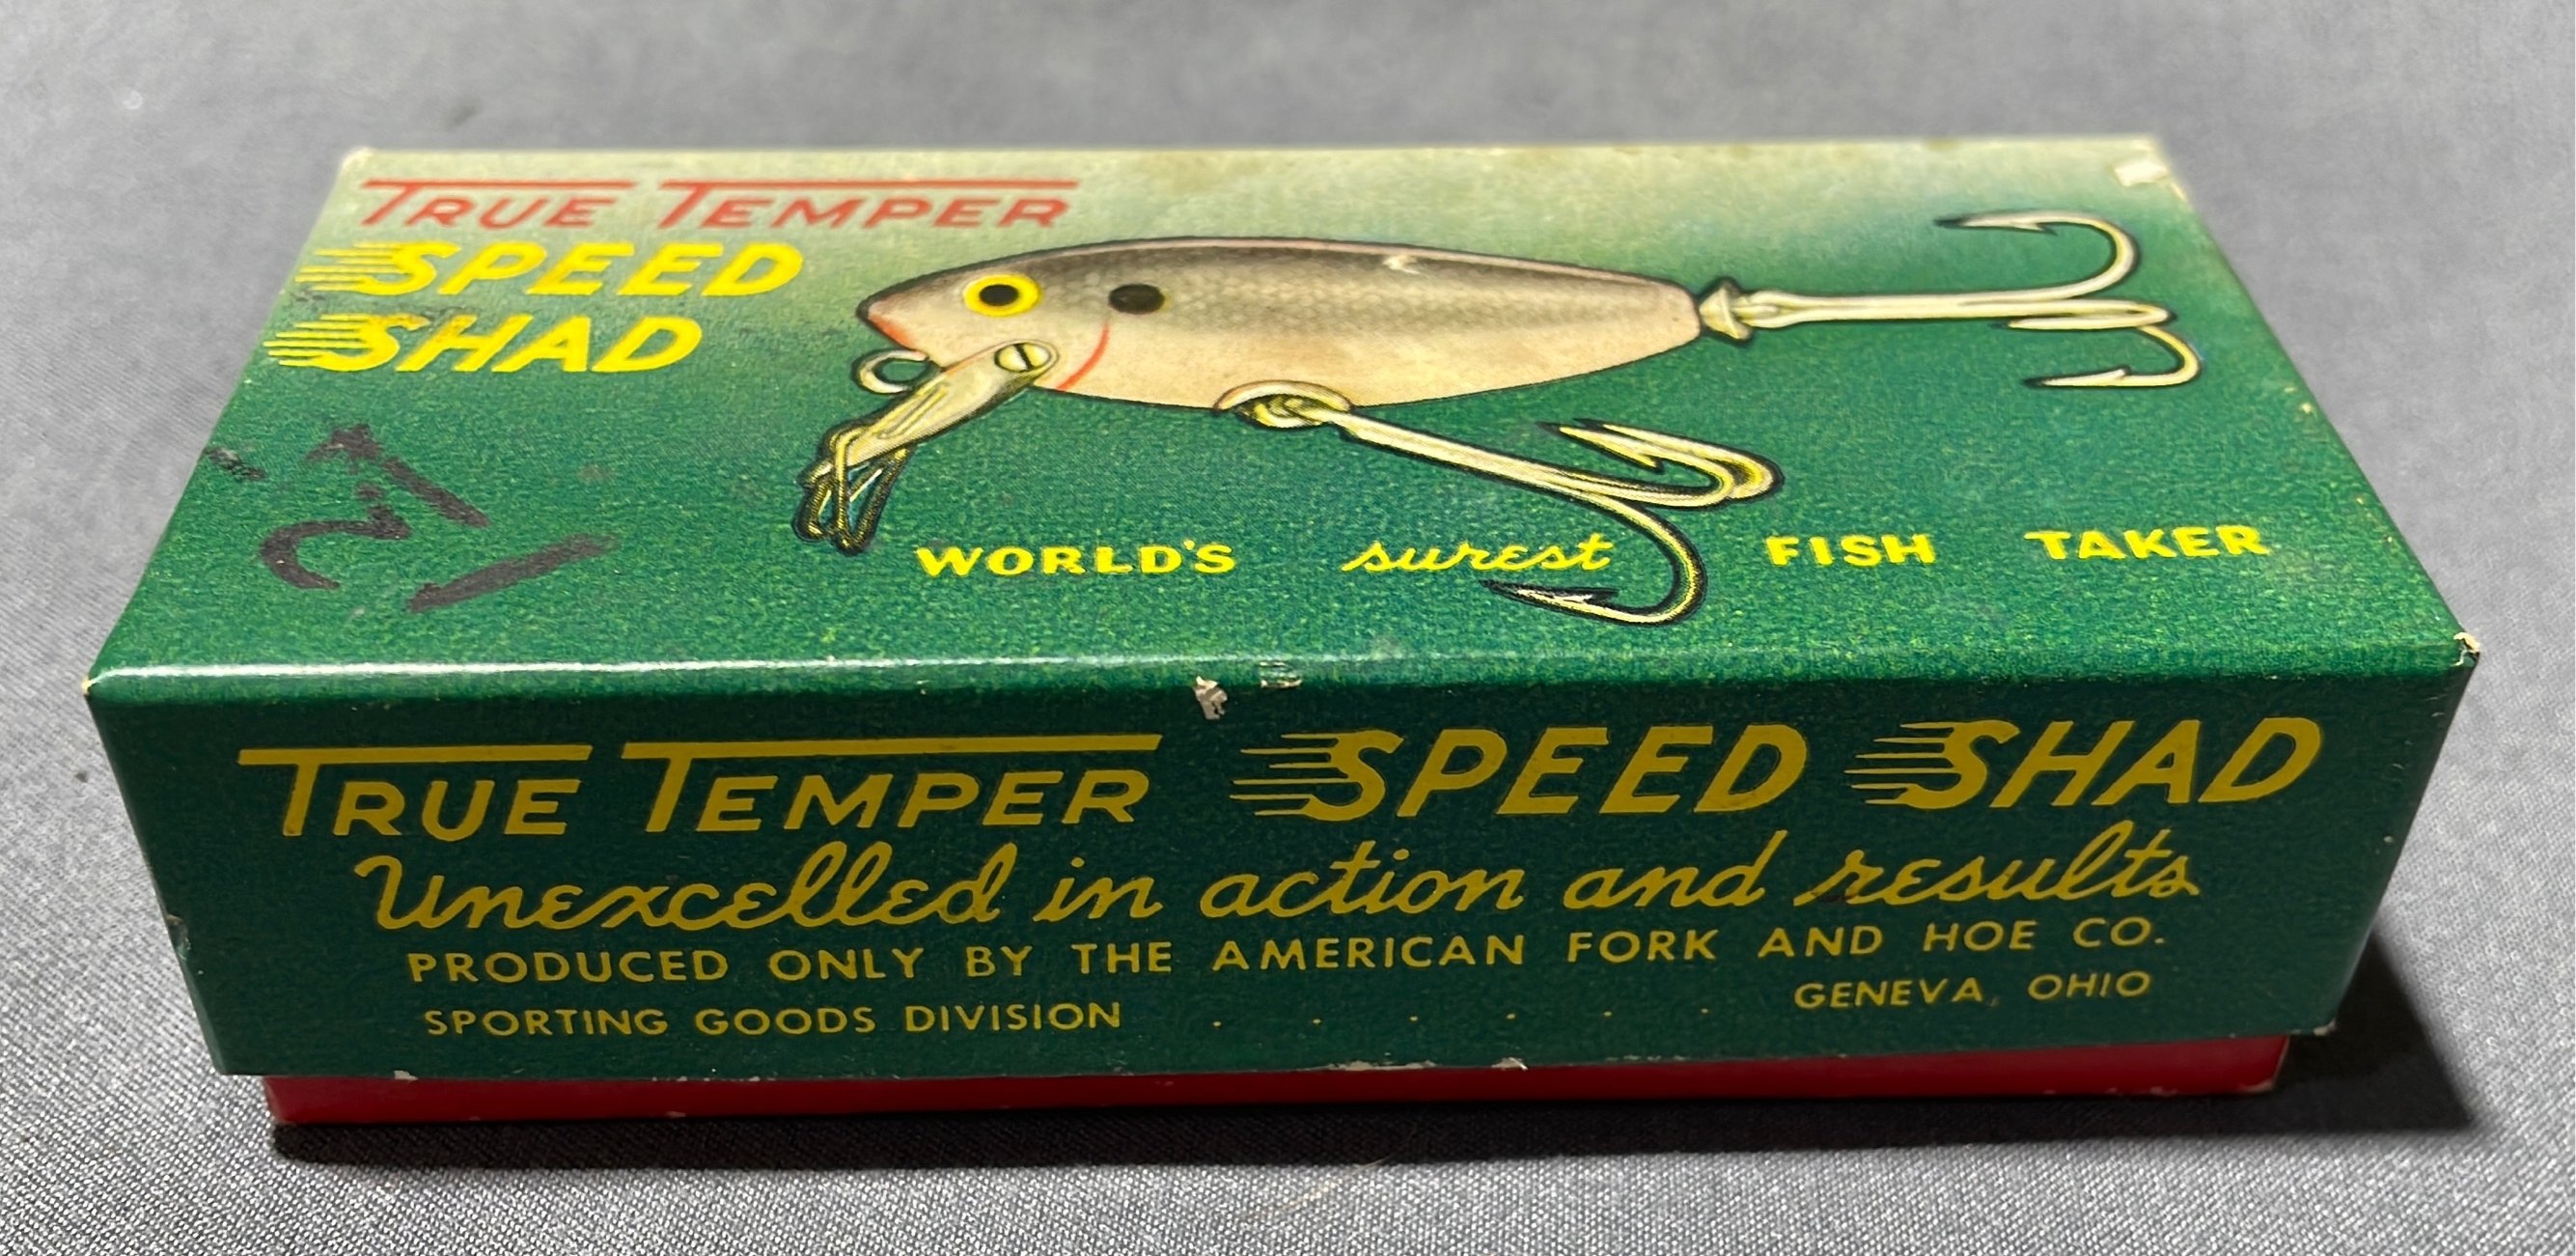 TRUE TEMPER
SPEED
SHAD
WORLD'S surest FISH TAKER
TRUE TEMPER SPEED SHAD
Unexcelled in action and results
PRODUCED ONLY BY THE AMERICAN FORK AND HOE CO.
SPORTING GOODS DIVISION . . . . . . GENEVA, OHIO